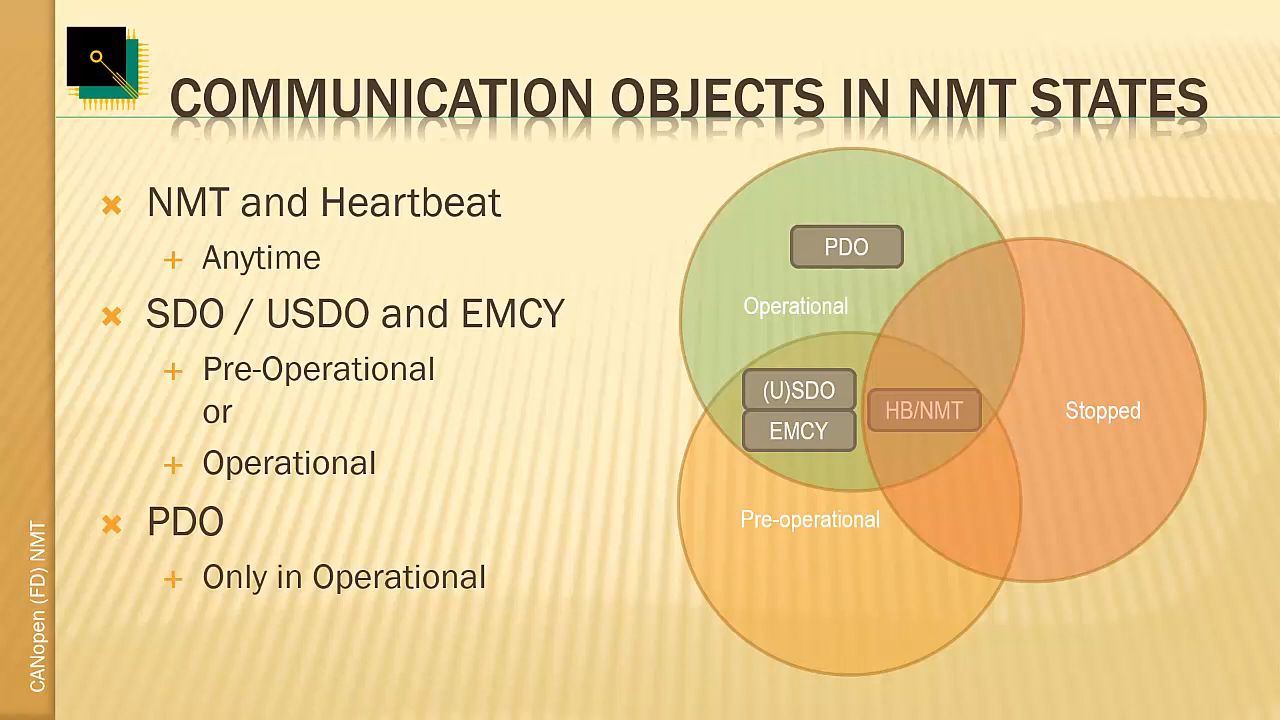 COMMUNICATION OBJECTS IN NMT STATES
NMT and Heartbeat
Anytime
SDO / USDO and EMCY
Pre-Operational
or
Operational
PDO
Only in Operational
PDO
Operational
(U)SDO
EMCY
HB/NMT
Stopped
Pre-operational
CANopen (FD) NMT